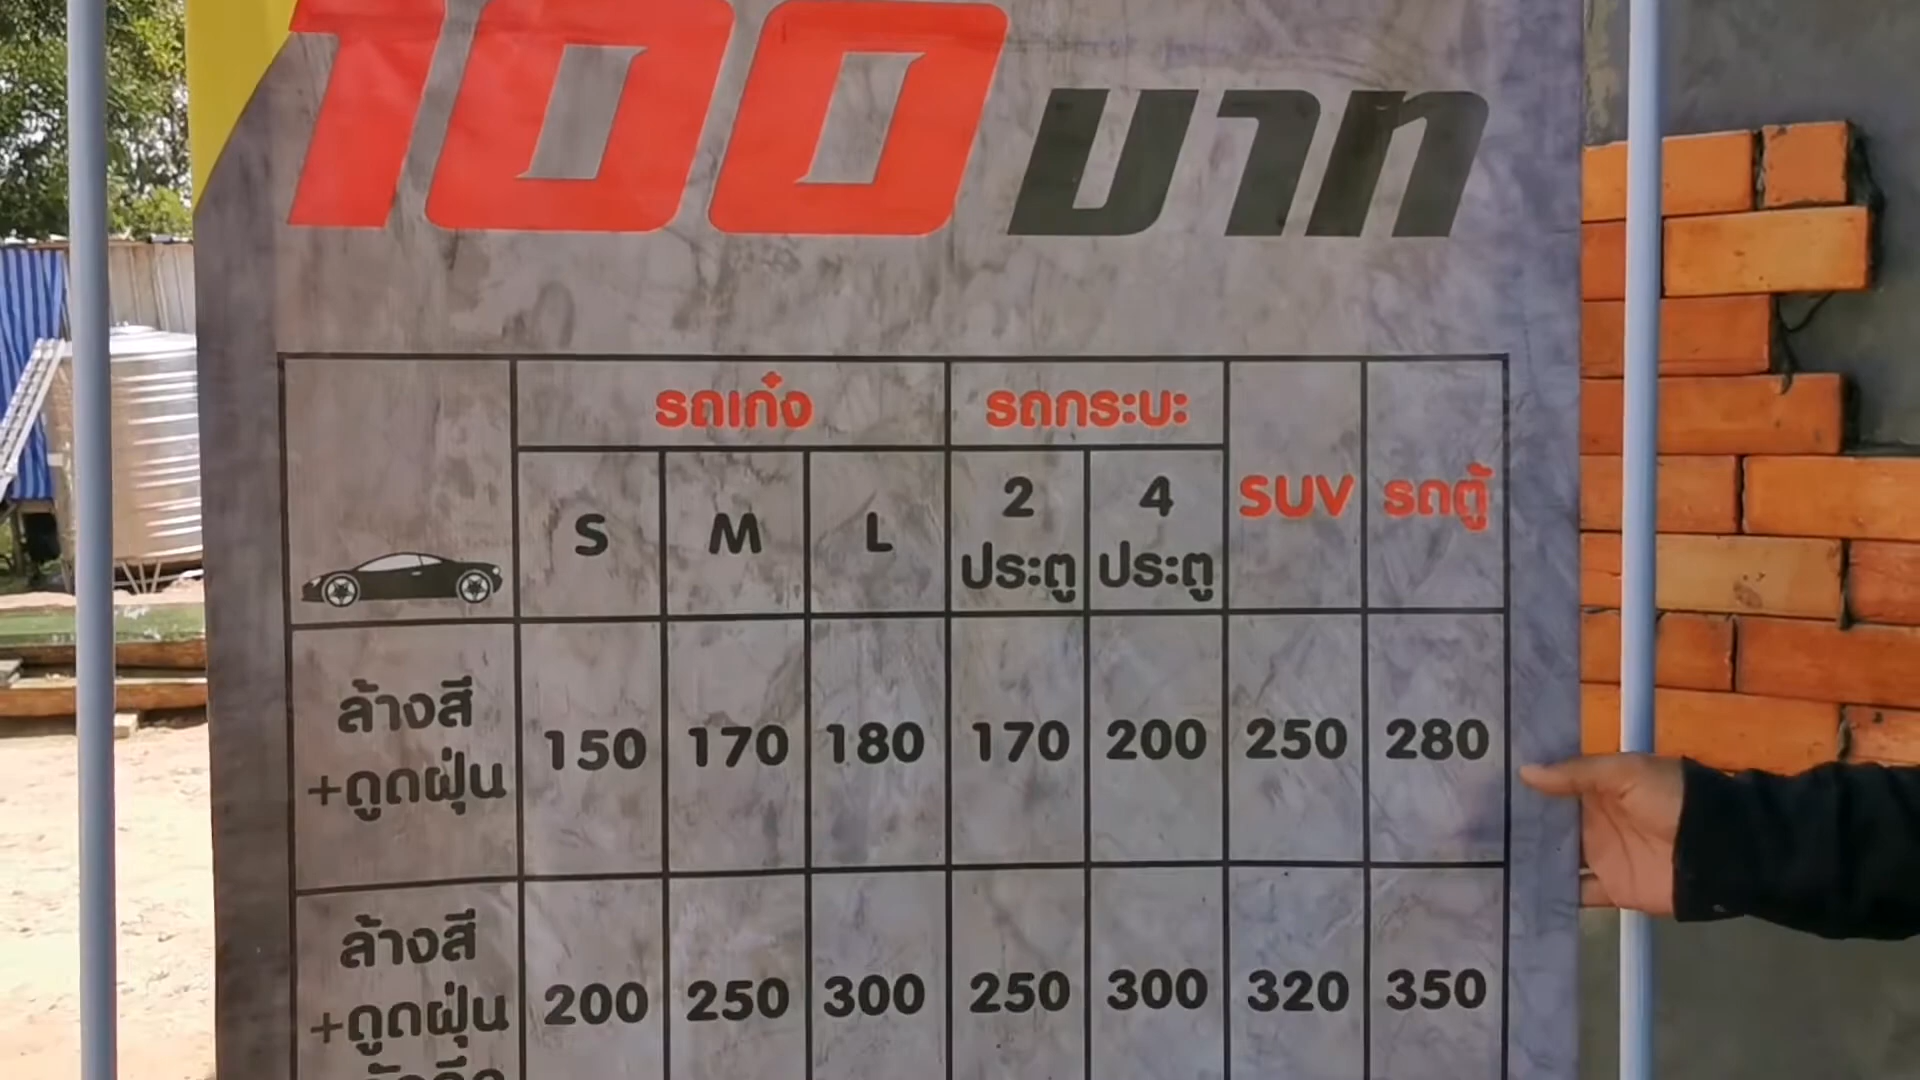 100 บาท
รถเก๋ง รถกระบะ
S M L 2 ประตู 4 ประตู SUV รถตู้
ล้างสี
+ดูดฝุ่น 150 170 180 170 200 250 280
ล้างสี
+ดูดฝุ่น 200 250 300 250 300 320 350